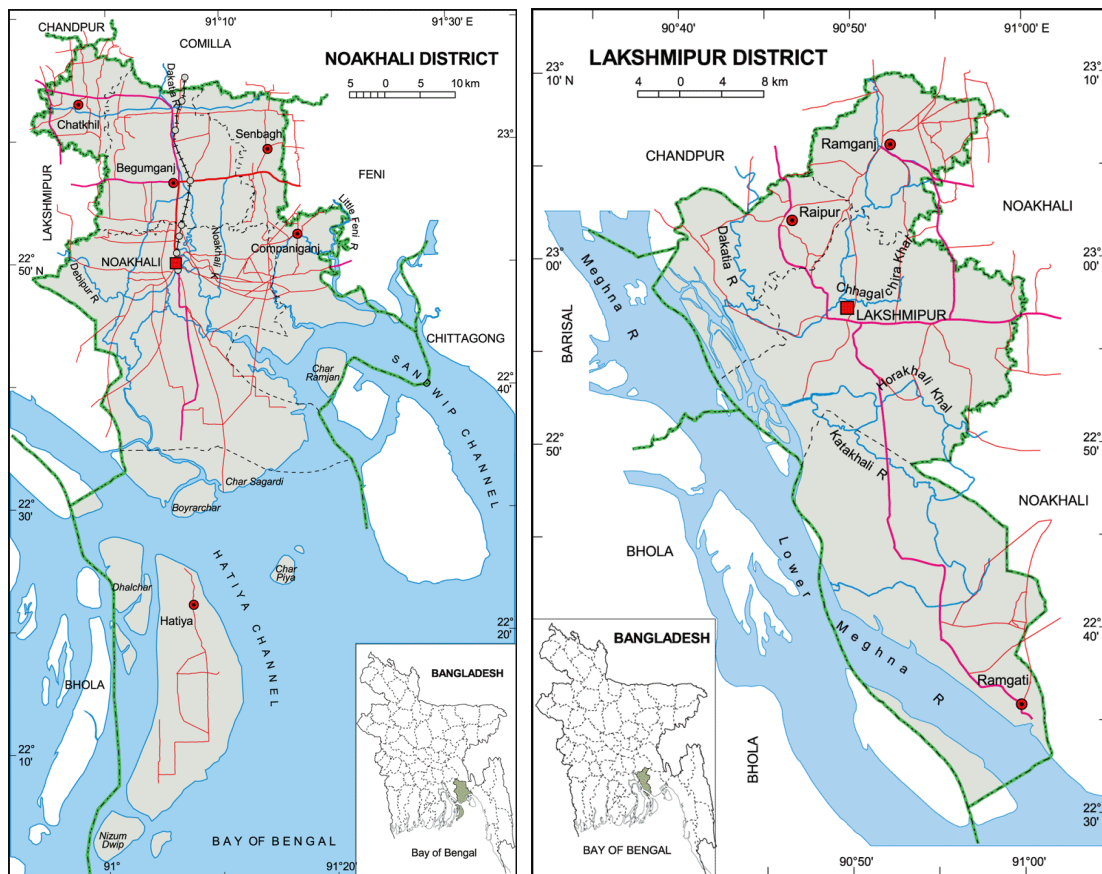 CHANDPUR
COMILLA
91°10'
91°30' E
NOAKHALI DISTRICT
5 0 5 10 km
Dakatia R
Chatkhil
Senbagh
23°
Begumganj
LAKSHMIPUR
FENI
Little Feni R
Companiganj
Noakhali K
NOAKHALI
22°
50' N
Debipur R
CHITTAGONG
SANDWIP CHANNEL
Char
Ramjan
22°
40'
Char Sagardi
Boyrarchar
22°
30'
HATIYA CHANNEL
Char
Piya
Dhalchar
Hatiya
22°
20'
BHOLA
BANGLADESH
22°
10'
Nizum
Dwip
BAY OF BENGAL
Bay of Bengal
91°
91°20'
90°40'
90°50'
91°00' E
LAKSHMIPUR DISTRICT
4 0 4 8 km
23°
10' N
23°
10'
Ramganj
CHANDPUR
NOAKHALI
Raipur
Dakatia R
23°
00'
23°
00'
Meghna R
Chhagal
chira Khal
LAKSHMIPUR
BARISAL
Horakhali Khal
22°
50'
22°
50'
Katakhali R
NOAKHALI
BHOLA
Lower
Meghna R
22°
40'
BANGLADESH
Ramgati
BHOLA
22°
30'
BAY OF BENGAL
90°50'
91°00'